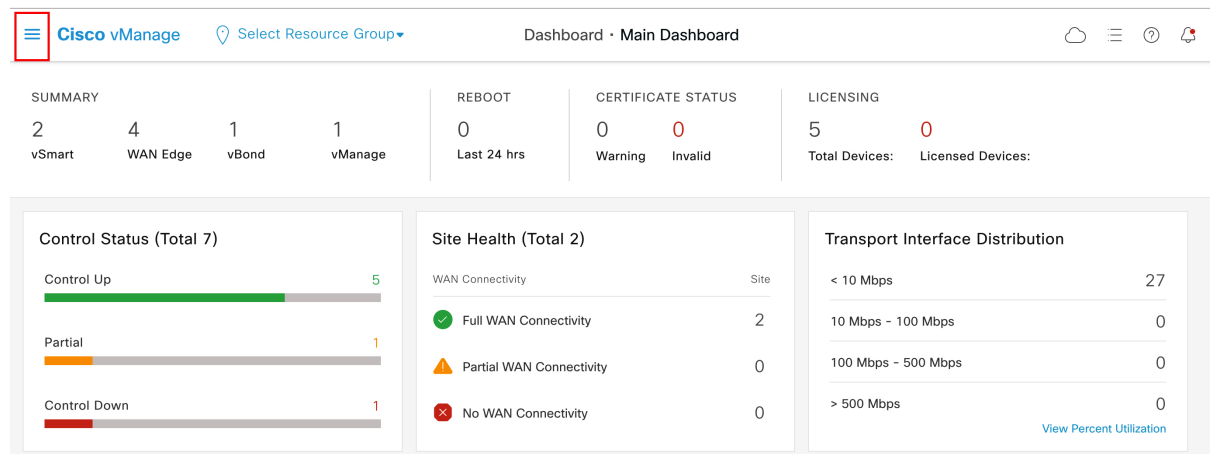 Cisco vManage Select Resource Group▾ Dashboard · Main Dashboard
SUMMARY REBOOT CERTIFICATE STATUS LICENSING
2 4 1 1 0 0 0 5 0
vSmart WAN Edge vBond vManage Last 24 hrs Warning Invalid Total Devices: Licensed Devices:
Control Status (Total 7)
Control Up 5
Partial 1
Control Down 1
Site Health (Total 2)
WAN Connectivity Site
Full WAN Connectivity 2
Partial WAN Connectivity 0
No WAN Connectivity 0
Transport Interface Distribution
< 10 Mbps 27
10 Mbps - 100 Mbps 0
100 Mbps - 500 Mbps 0
> 500 Mbps 0
View Percent Utilization